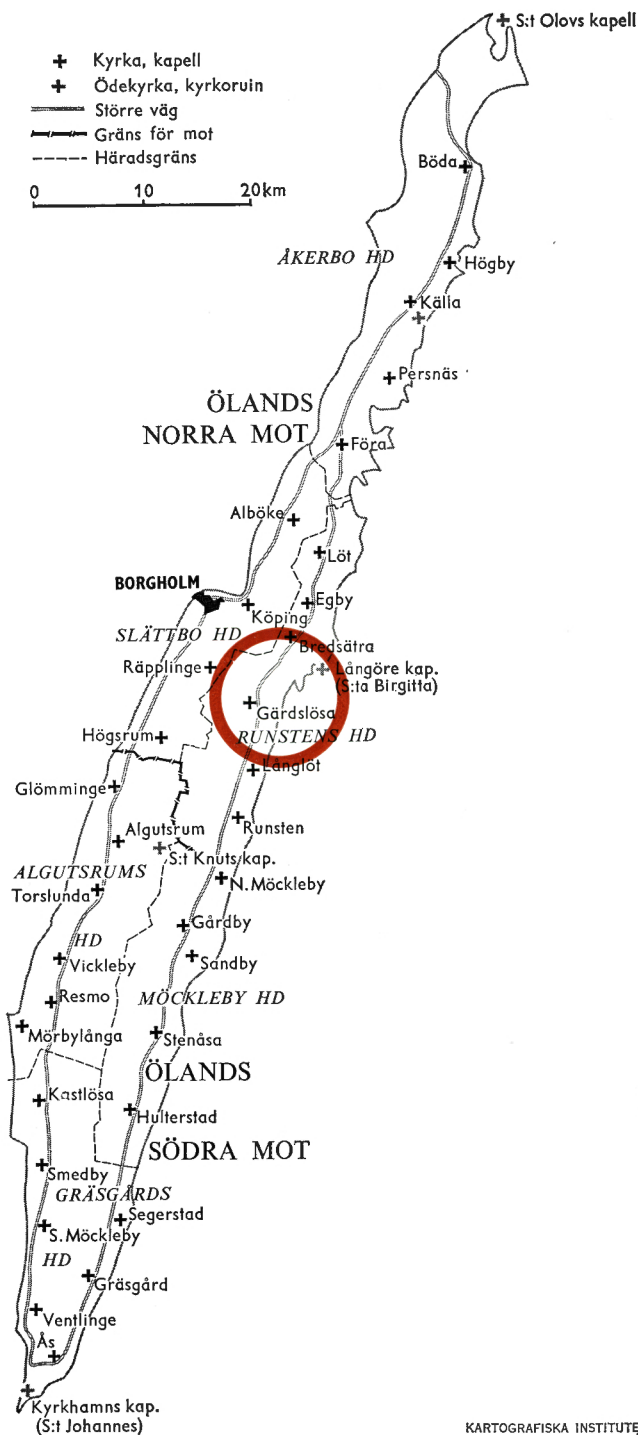 S:t Olovs kapell
Kyrka, kapell
Ödekyrka, kyrkoruin
Större väg
Gräns för mot
Häradsgräns
0 10 20km
Böda
ÅKERBO HD
Högby
Källa
Persnäs
ÖLANDS
NORRA MOT
Föra
Alböke
Löt
BORGHOLM
Egby
Köping
SLÄTTBO HD
Bredsätra
Räpplinge
Långöre kap.
(S:ta Birgitta)
Gärdslösa
Högsrum
RUNSTENS HD
Långlöt
Glömminge
Runsten
Algutsrum
S:t Knuts kap.
ALGUTSRUMS
N. Möckleby
Torslunda
Gårdby
HD
Vickleby
Sandby
Resmo
MÖCKLEBY HD
Mörbylånga
Stenåsa
ÖLANDS
Kastlösa
Hulterstad
SÖDRA MOT
Smedby
GRÄSGÅRDS
Segerstad
S. Möckleby
HD
Gräsgård
Ventlinge
Ås
Kyrkhamns kap.
(S:t Johannes)
KARTOGRAFISKA INSTITUTE